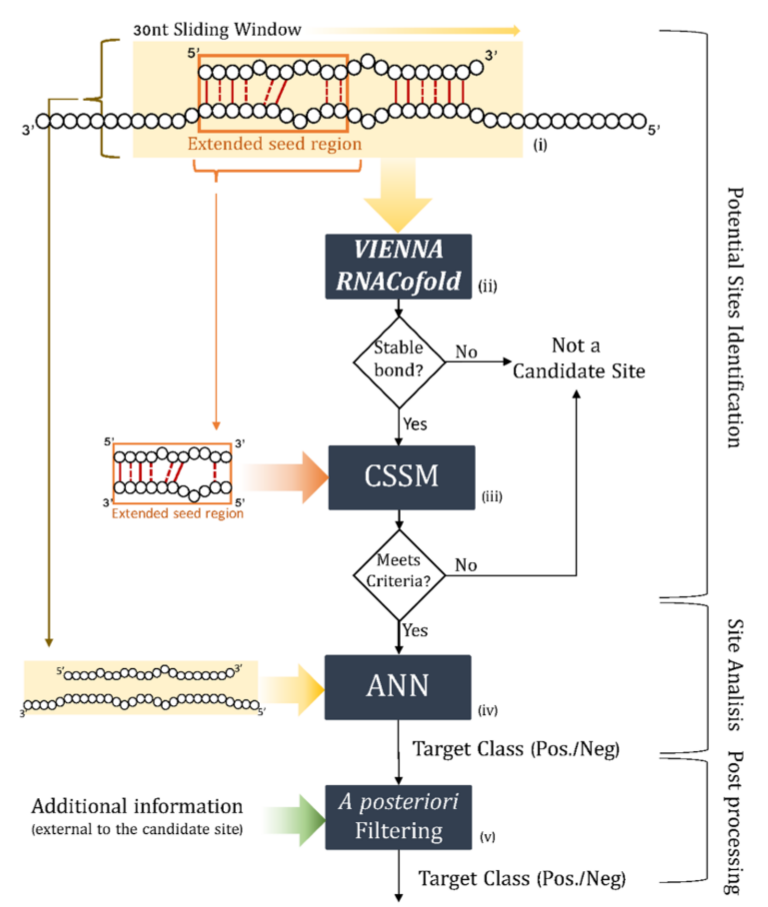 30nt Sliding Window
5'
3'
3'
5'
Extended seed region
(i)
VIENNA
RNACofold
(ii)
Stable
bond?
No
Not a
Candidate Site
Yes
5'
3'
CSSM
3'
5'
(iii)
Extended seed region
Meets
Criteria?
No
Yes
5'
3'
ANN
3'
5'
(iv)
Target Class (Pos./Neg)
Additional information
(external to the candidate site)
A posteriori
Filtering
(v)
Target Class (Pos./Neg)
Potential Sites Identification
Site Analisis
Post processing